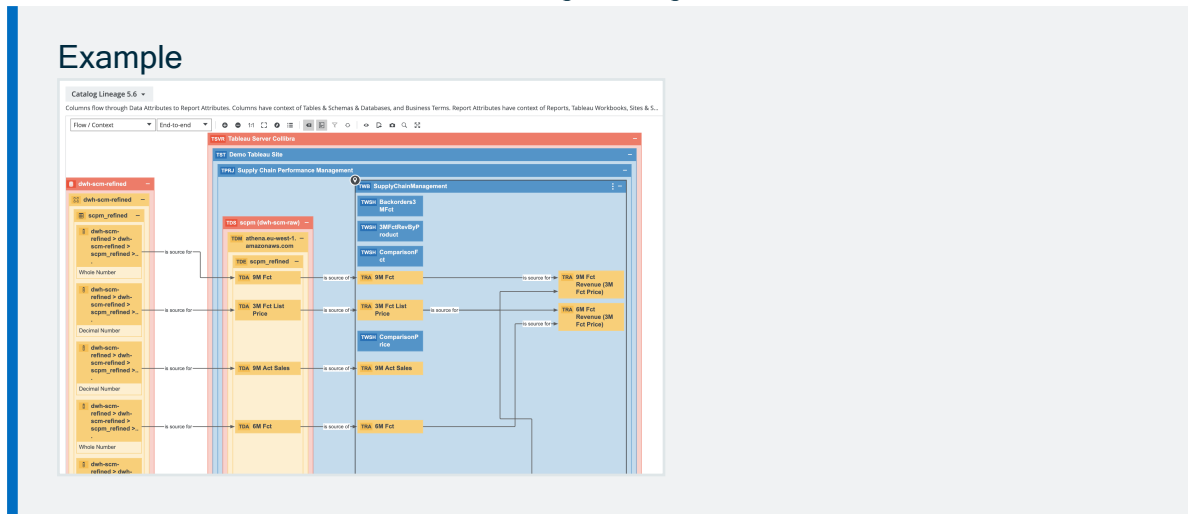 Example
Catalog Lineage 5.6
Columns flow through Data Attributes to Report Attributes. Columns have context of Tables & Schemas & Databases, and Business Terms. Report Attributes have context of Reports, Tableau Workbooks, Sites & S...
Flow / Context
End-to-end
1:1
TSVR Tableau Server Collibra
TST Demo Tableau Site
TPRJ Supply Chain Performance Management
dwh-scm-refined
TWB SupplyChainManagement
dwh-scm-refined
TWSH Backorders3
MFct
scpm_refined
TDS scpm (dwh-scm-raw)
TWSH 3MFctRevByP
roduct
dwh-scm-
refined > dwh-
scm-refined >
scpm_refined >..
.
TDM athena.eu-west-1.
amazonaws.com
TWSH ComparisonF
ct
is source for
TDE scpm_refined
Whole Number
TDA 9M Fct
is source of
TRA 9M Fct
is source for
TRA 9M Fct
Revenue (3M
Fct Price)
dwh-scm-
refined > dwh-
scm-refined >
scpm_refined >..
.
is source for
TDA 3M Fct List
Price
is source of
TRA 3M Fct List
Price
is source for
TRA 6M Fct
Revenue (3M
Fct Price)
is source for
Decimal Number
TWSH ComparisonP
rice
dwh-scm-
refined > dwh-
scm-refined >
scpm_refined >..
.
is source for
TDA 9M Act Sales
is source of
TRA 9M Act Sales
Decimal Number
dwh-scm-
refined > dwh-
scm-refined >
scpm_refined >..
.
is source for
TDA 6M Fct
is source of
TRA 6M Fct
Whole Number
dwh-scm-
refined > dwh-